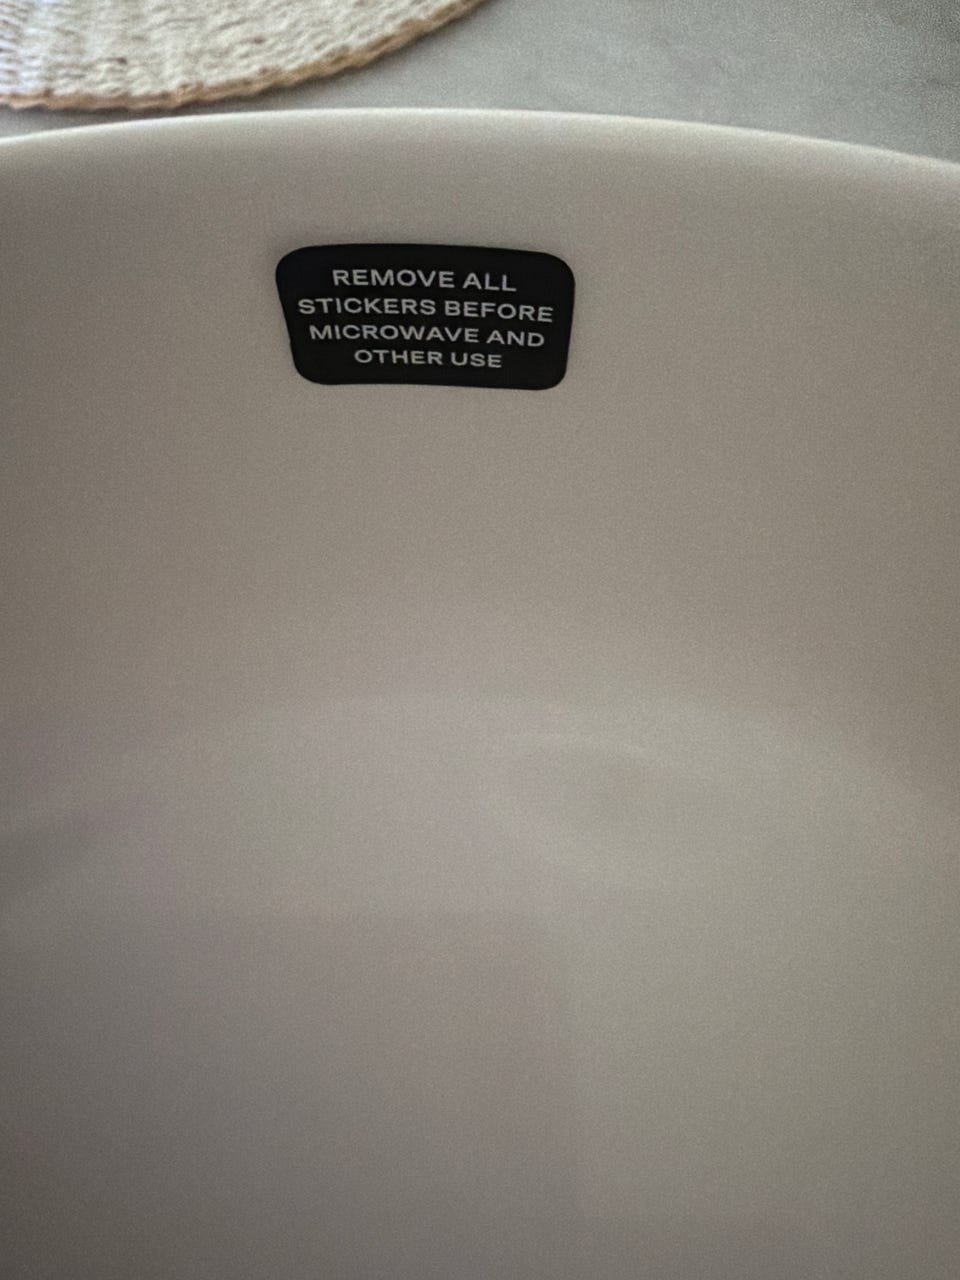 REMOVE ALL
STICKERS BEFORE
MICROWAVE AND
OTHER USE